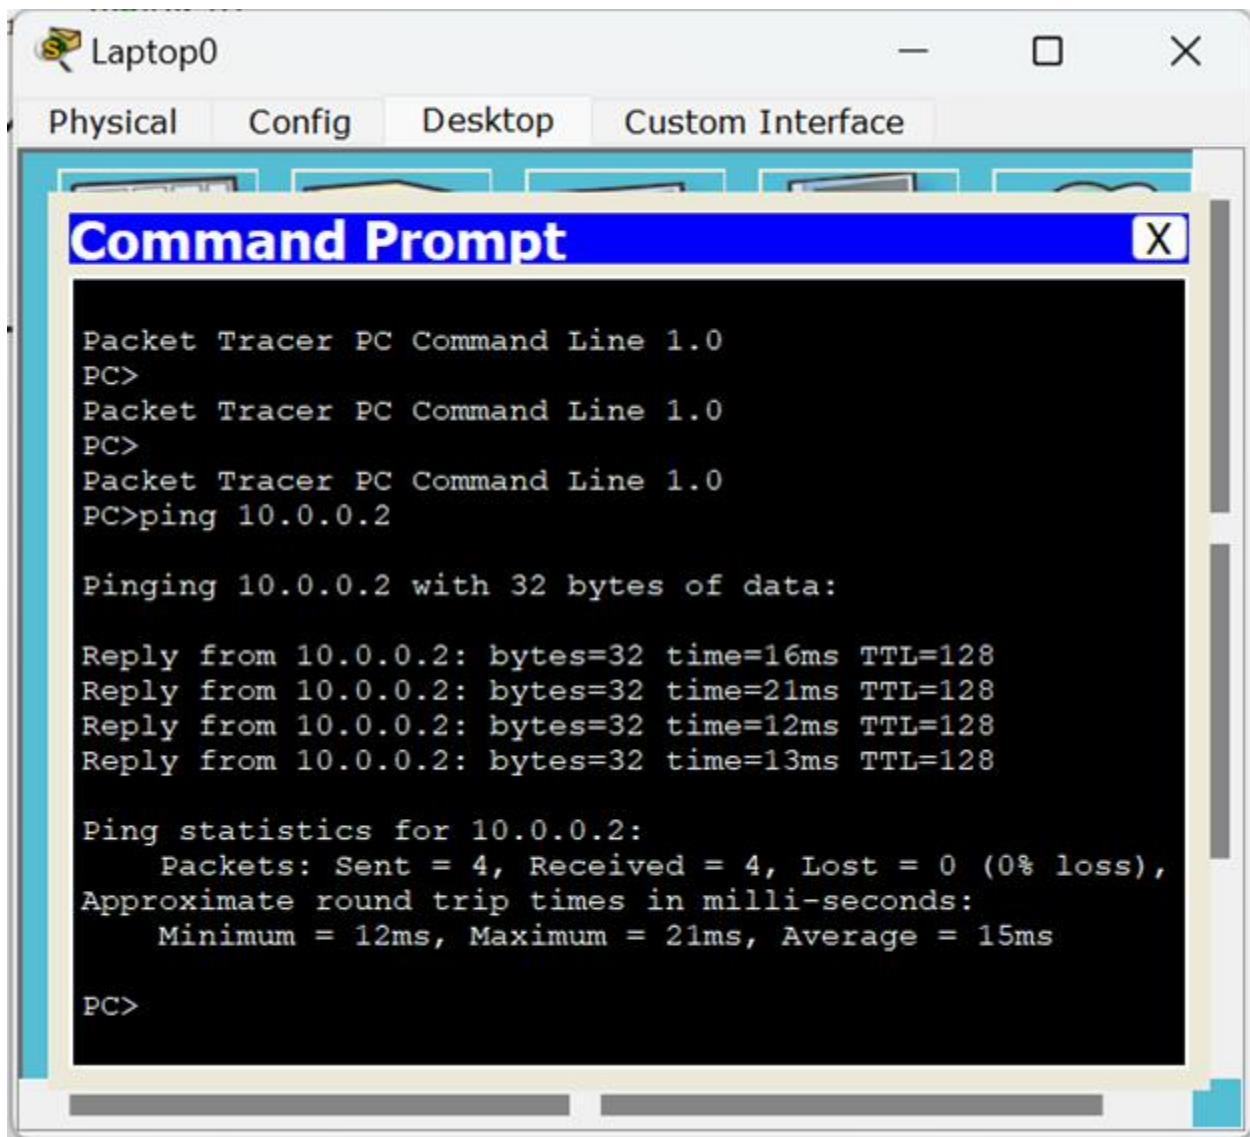 Laptop0
Physical Config Desktop Custom Interface
Command Prompt X
Packet Tracer PC Command Line 1.0
PC>
Packet Tracer PC Command Line 1.0
PC>
Packet Tracer PC Command Line 1.0
PC>ping 10.0.0.2
Pinging 10.0.0.2 with 32 bytes of data:
Reply from 10.0.0.2: bytes=32 time=16ms TTL=128
Reply from 10.0.0.2: bytes=32 time=21ms TTL=128
Reply from 10.0.0.2: bytes=32 time=12ms TTL=128
Reply from 10.0.0.2: bytes=32 time=13ms TTL=128
Ping statistics for 10.0.0.2:
Packets: Sent = 4, Received = 4, Lost = 0 (0% loss),
Approximate round trip times in milli-seconds:
Minimum = 12ms, Maximum = 21ms, Average = 15ms
PC>